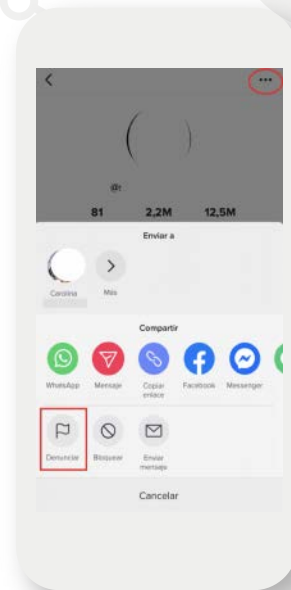 @t
81 2,2M 12,5M
Enviar a
Carolina Más
Compartir
WhatsApp Mensaje Copiar enlace Facebook Messenger
Denunciar Bloquear Enviar mensaje
Cancelar